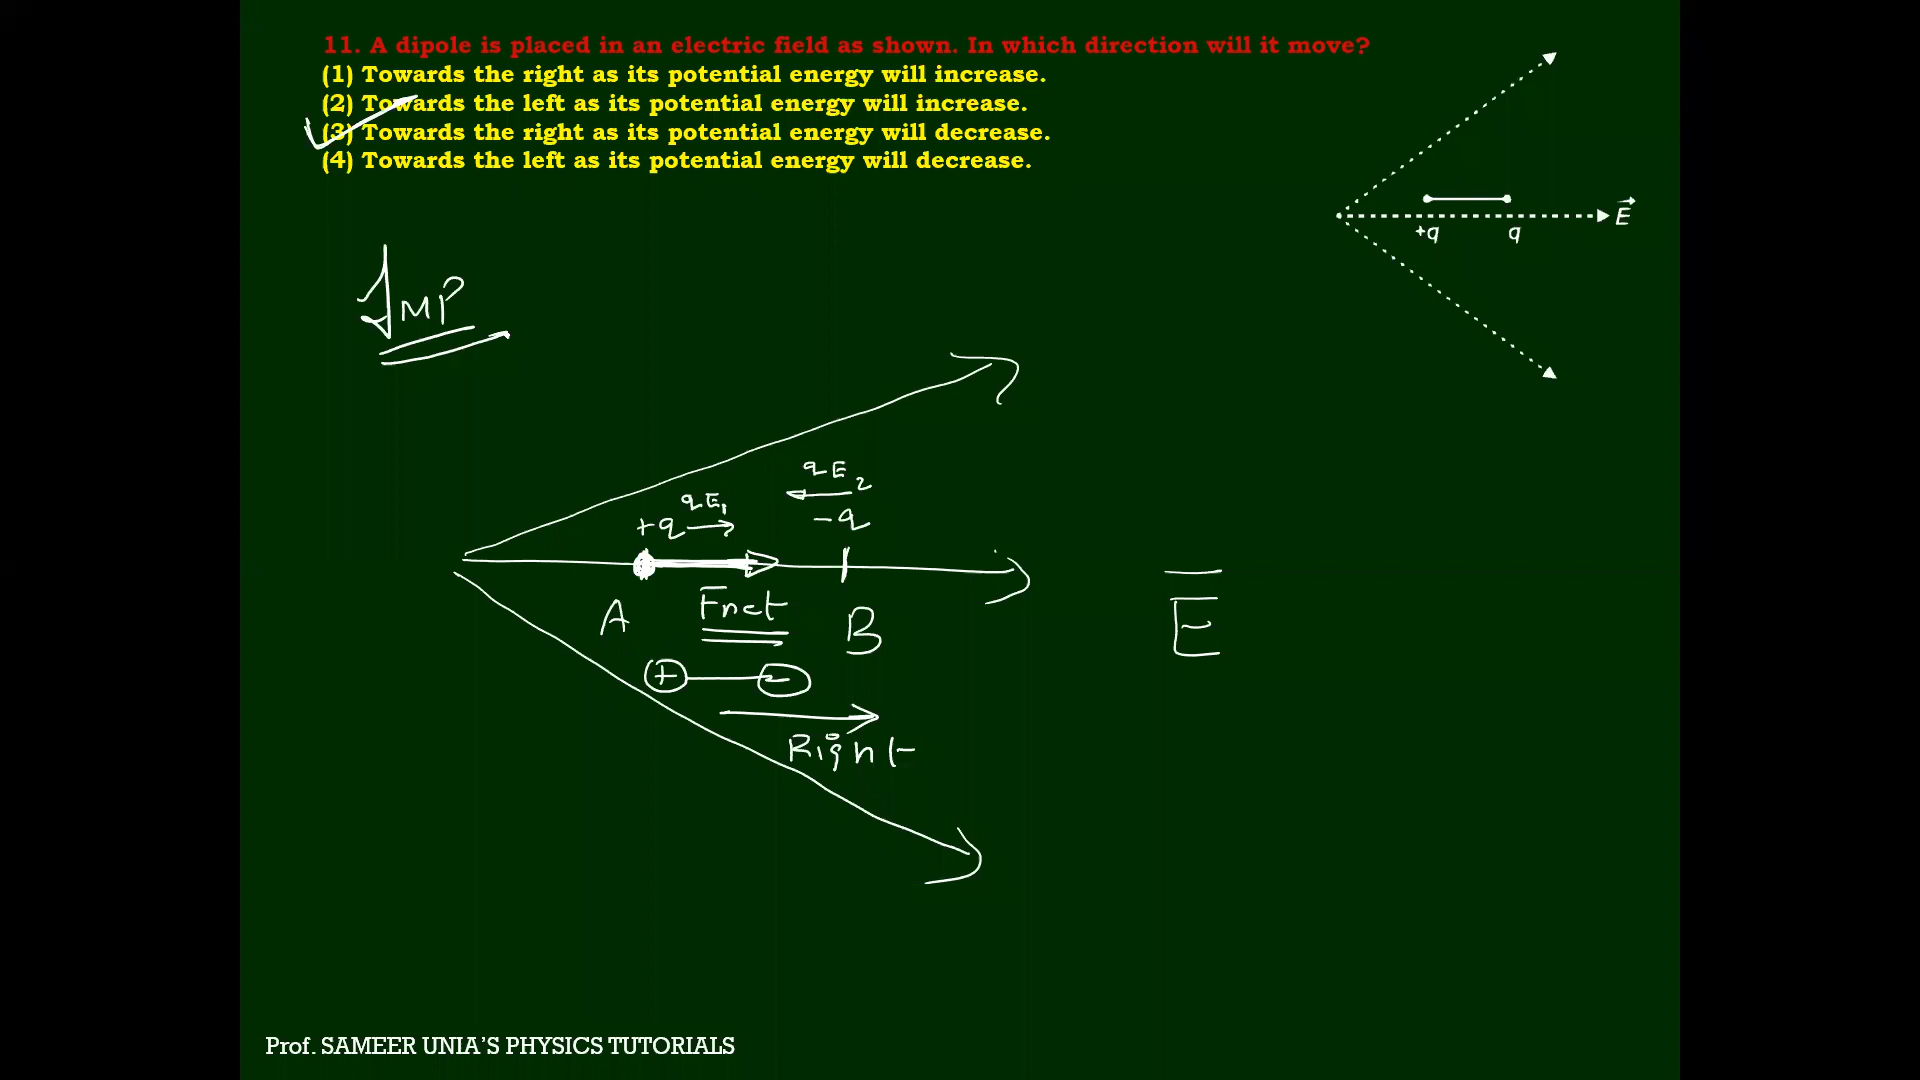 11. A dipole is placed in an electric field as shown. In which direction will it move?
(1) Towards the right as its potential energy will increase.
(2) Towards the left as its potential energy will increase.
(3) Towards the right as its potential energy will decrease.
(4) Towards the left as its potential energy will decrease.
E
+q q
IMP
qE₂
qE₁
+q -q
A Fnet B
E
+ -
Right
Prof. SAMEER UNIA'S PHYSICS TUTORIALS